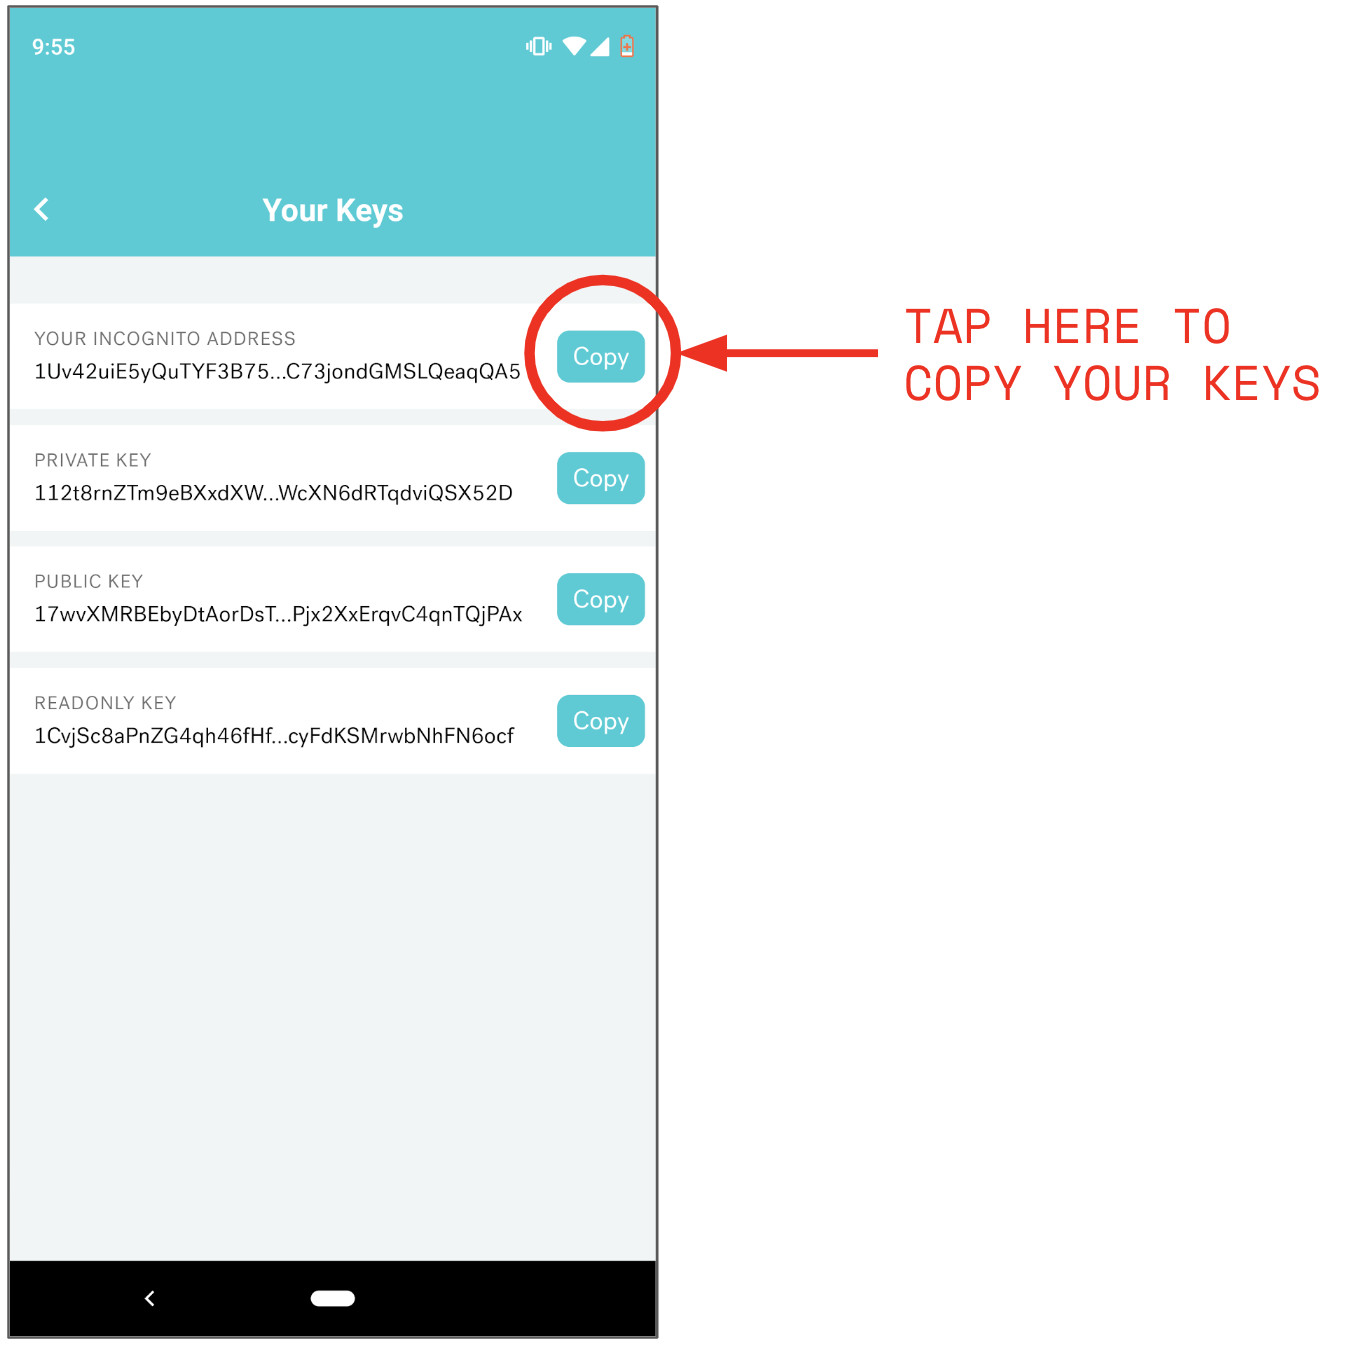 9:55
Your Keys
YOUR INCOGNITO ADDRESS
1Uv42uiE5yQuTYF3B75...C73jondGMSLQeaqQA5
Copy
PRIVATE KEY
112t8rnZTm9eBXxdXW...WcXN6dRTqdviQSX52D
Copy
PUBLIC KEY
17wvXMRBEbyDtAorDsT...Pjx2XxErqvC4qnTQjPAx
Copy
READONLY KEY
1CvjSc8aPnZG4qh46fHf...cyFdKSMrwbNhFN6ocf
Copy
TAP HERE TO
COPY YOUR KEYS